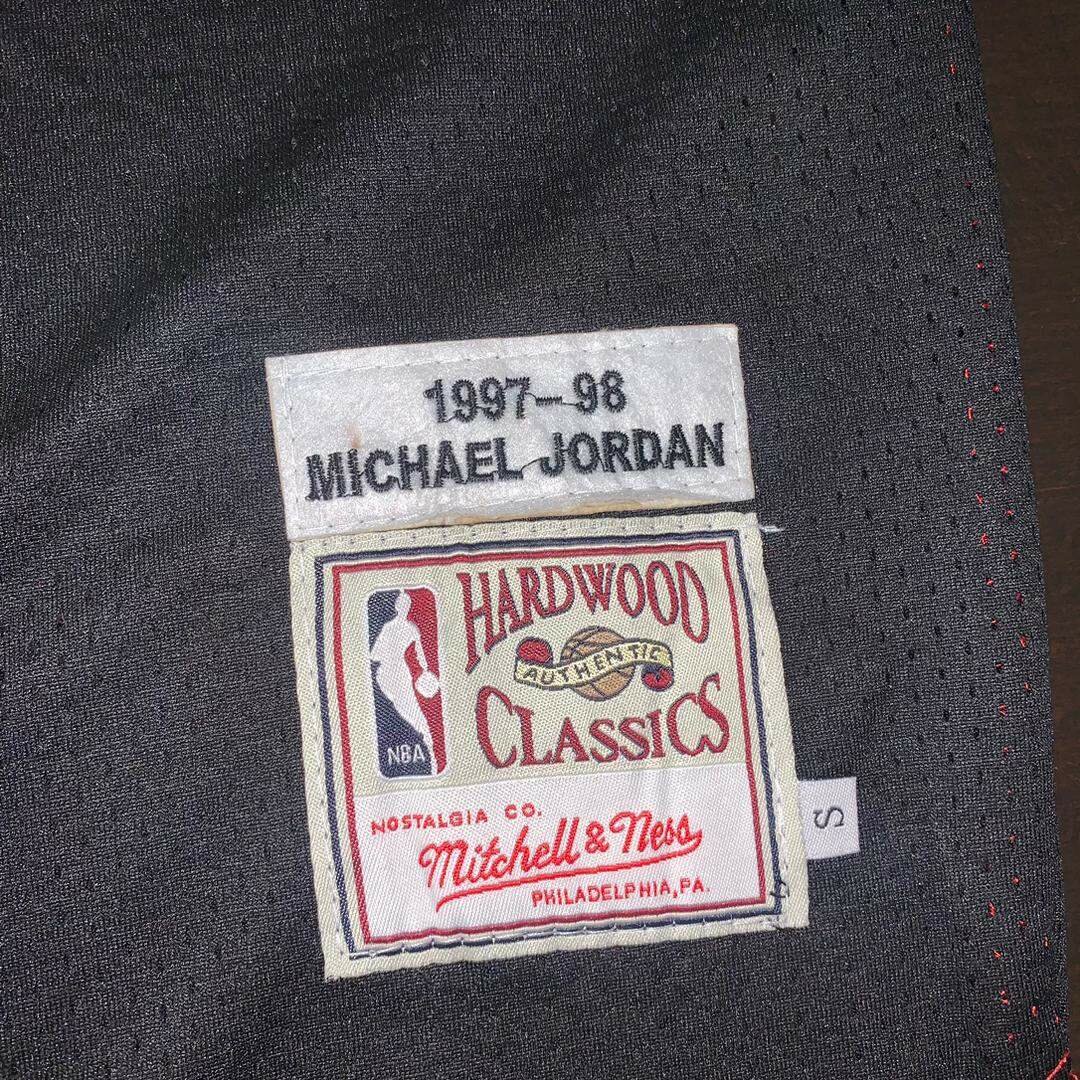 1997-98
MICHAEL JORDAN
HARDWOOD
AUTHENTIC
CLASSICS
NBA
NOSTALGIA CO.
Mitchell & Ness
PHILADELPHIA, PA.
S